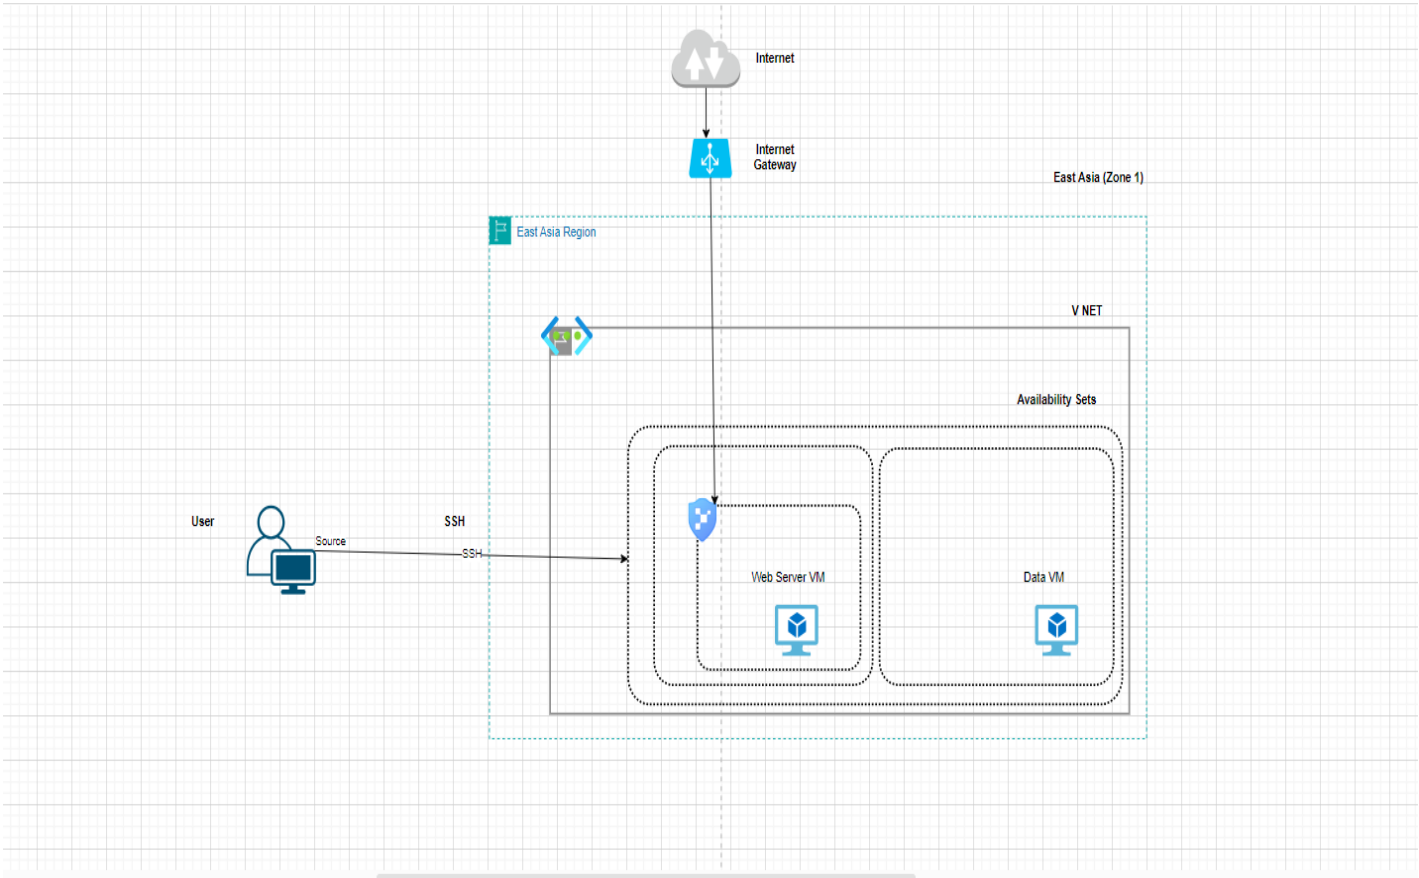 Internet
Internet
Gateway
East Asia (Zone 1)
East Asia Region
V NET
Availability Sets
User
SSH
Source
SSH
Web Server VM
Data VM